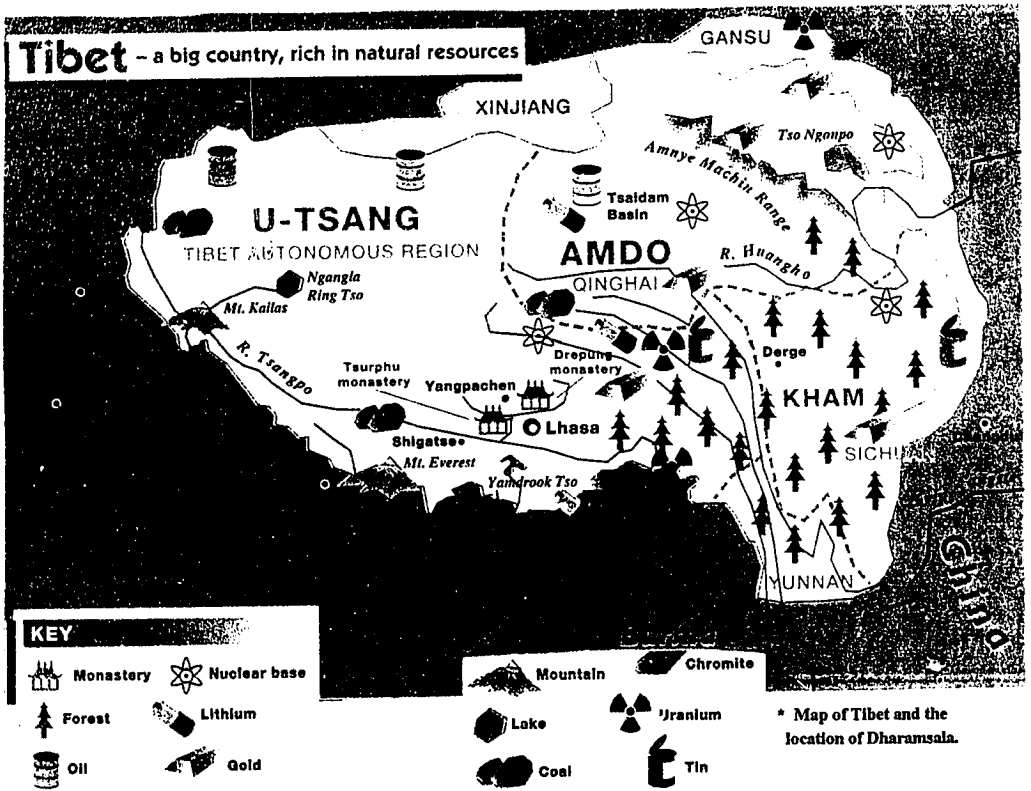 Tibet – a big country, rich in natural resources
GANSU
XINJIANG
Tso Ngonpo
Amnye Machin Range
Tsaidam
Basin
U-TSANG
TIBET AUTONOMOUS REGION
AMDO
QINGHAI
R. Huangho
Ngangla
Ring Tso
Mt. Kailas
R. Tsangpo
Tsurphu
monastery
Drepung
monastery
Yangpachen
Derge
KHAM
Lhasa
Shigatse
SICHUAN
Mt. Everest
Yamdrook Tso
YUNNAN
China
KEY
Monastery
Nuclear base
Forest
Lithium
Oil
Gold
Mountain
Chromite
Lake
Uranium
Coal
Tin
* Map of Tibet and the
location of Dharamsala.